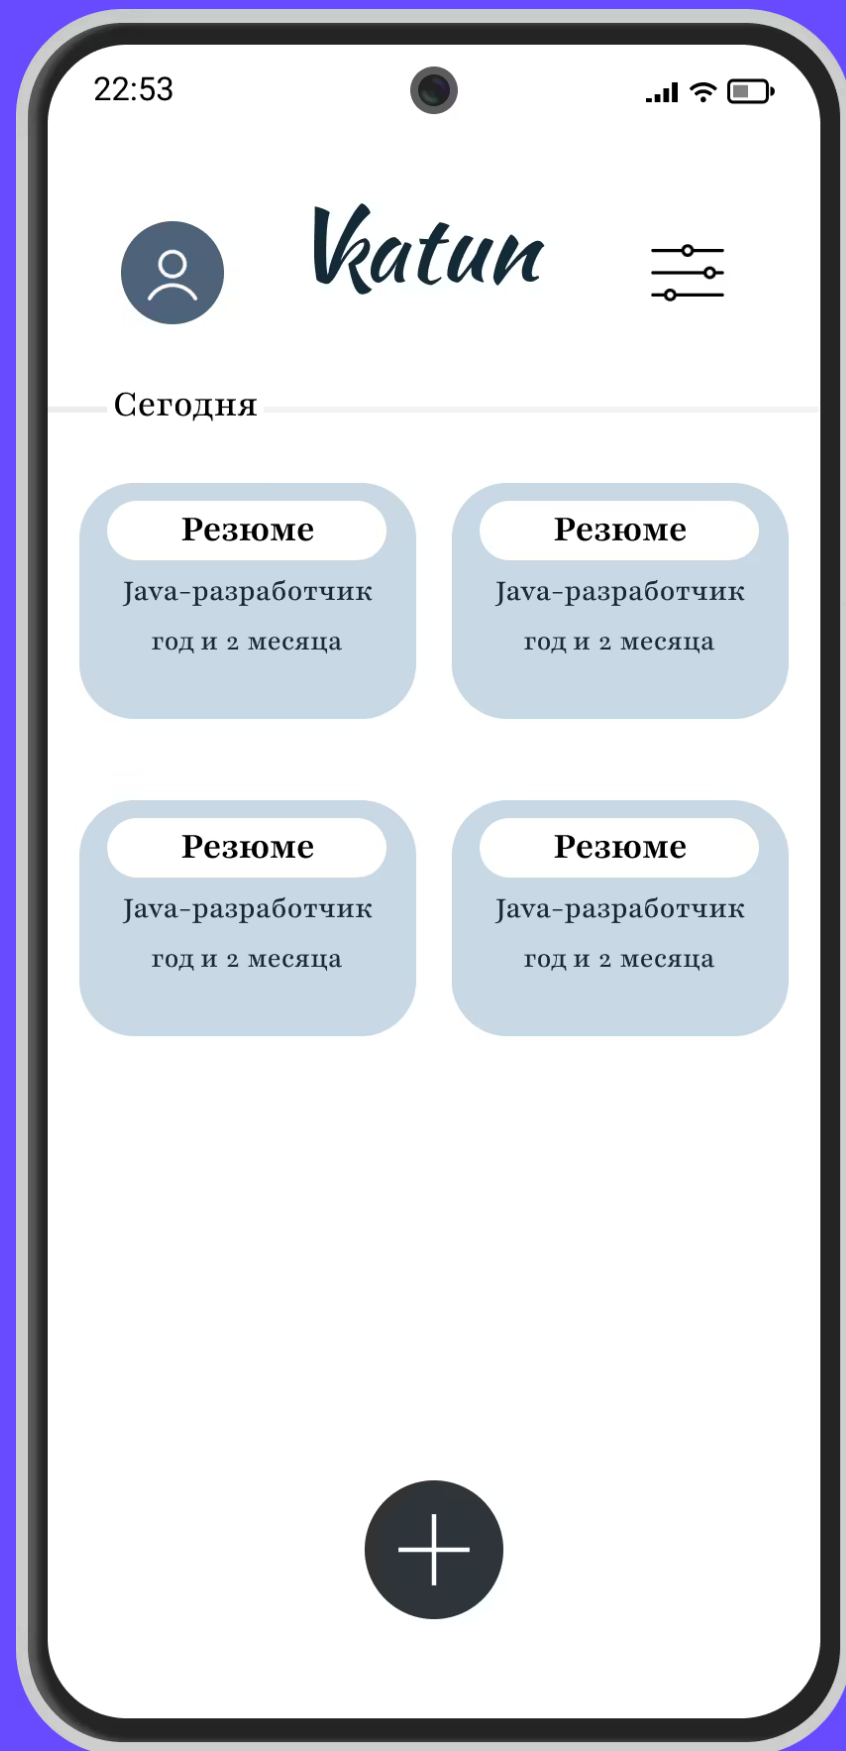 22:53
Vkatun
Сегодня
Резюме
Java-разработчик
год и 2 месяца
Резюме
Java-разработчик
год и 2 месяца
Резюме
Java-разработчик
год и 2 месяца
Резюме
Java-разработчик
год и 2 месяца